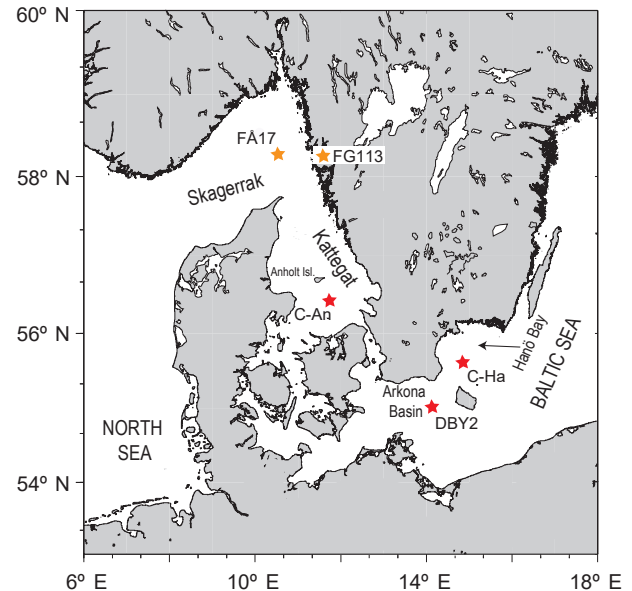 60º N
FÅ17
FG113
58º N
Skagerrak
Kattegat
Anholt Isl.
C-An
56º N
Hanö Bay
BALTIC SEA
C-Ha
Arkona
Basin
DBY2
NORTH
SEA
54º N
6º E
10º E
14º E
18º E